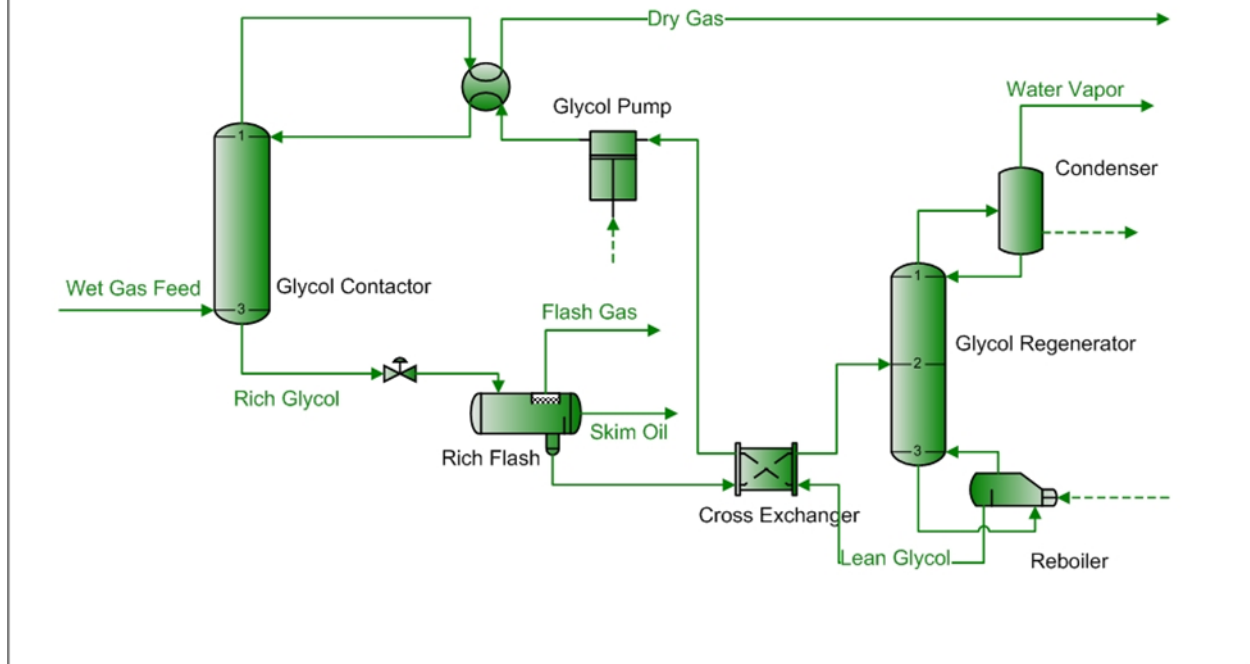 Dry Gas
Water Vapor
Glycol Pump
1
Condenser
1
Wet Gas Feed
Glycol Contactor
3
Flash Gas
Glycol Regenerator
2
Rich Glycol
Skim Oil
Rich Flash
3
Cross Exchanger
Lean Glycol
Reboiler